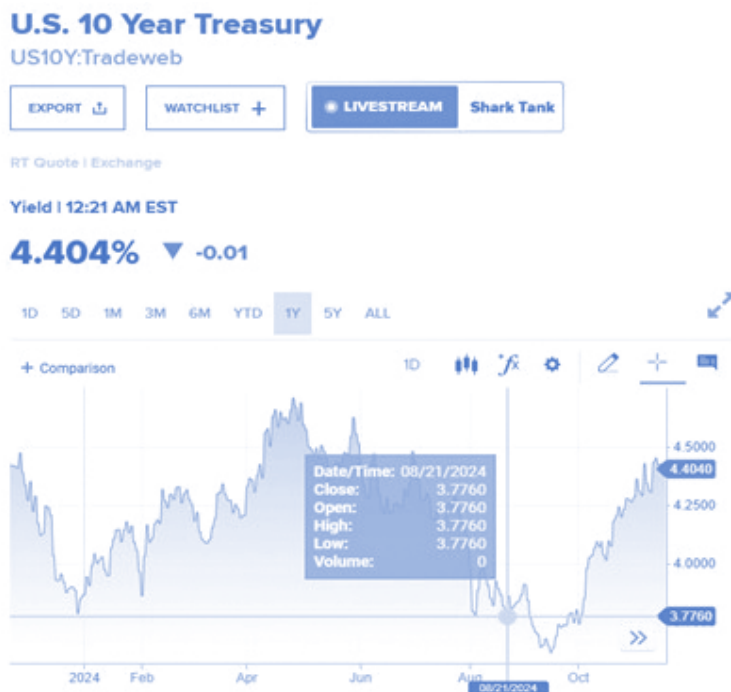 U.S. 10 Year Treasury
US10Y:Tradeweb
EXPORT
WATCHLIST +
LIVESTREAM Shark Tank
RT Quote | Exchange
Yield | 12:21 AM EST
4.404% ▼ -0.01
1D 5D 1M 3M 6M YTD 1Y 5Y ALL
+ Comparison 1D fx
4.5000
4.4040
4.2500
4.0000
3.7760
Date/Time: 08/21/2024
Close: 3.7760
Open: 3.7760
High: 3.7760
Low: 3.7760
Volume: 0
2024 Feb Apr Jun Aug Oct
08/21/2024